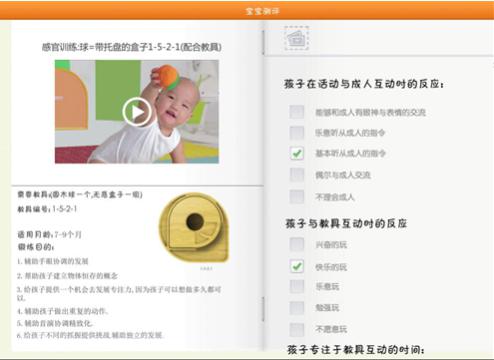 宝宝测评
感官训练:球=带托盘的盒子1-5-2-1(配合教具)
需要教具:(圆木球一个,无底盒子一组)
教具编号:1-5-2-1
适用月龄:7-9个月
锻炼目的:
1. 辅助手眼协调的发展
2. 帮助孩子建立物体恒存的概念
3. 给孩子提供一个机会去发展专注力,因为孩子可以想做多久都可以.
4. 辅助孩子做出重复的动作.
5. 辅助音源协调精致化.
6. 给孩子不同的抓握提供挑战,辅助独立的发展.
孩子在活动与成人互动时的反应:
能够和成人有眼神与表情的交流
乐意听从成人的指令
基本听从成人的指令
偶尔与成人交流
不理会成人
孩子与教具互动时的反应
兴奋的玩
快乐的玩
乐意玩
勉强玩
不愿意玩
孩子专注于教具互动的时间: